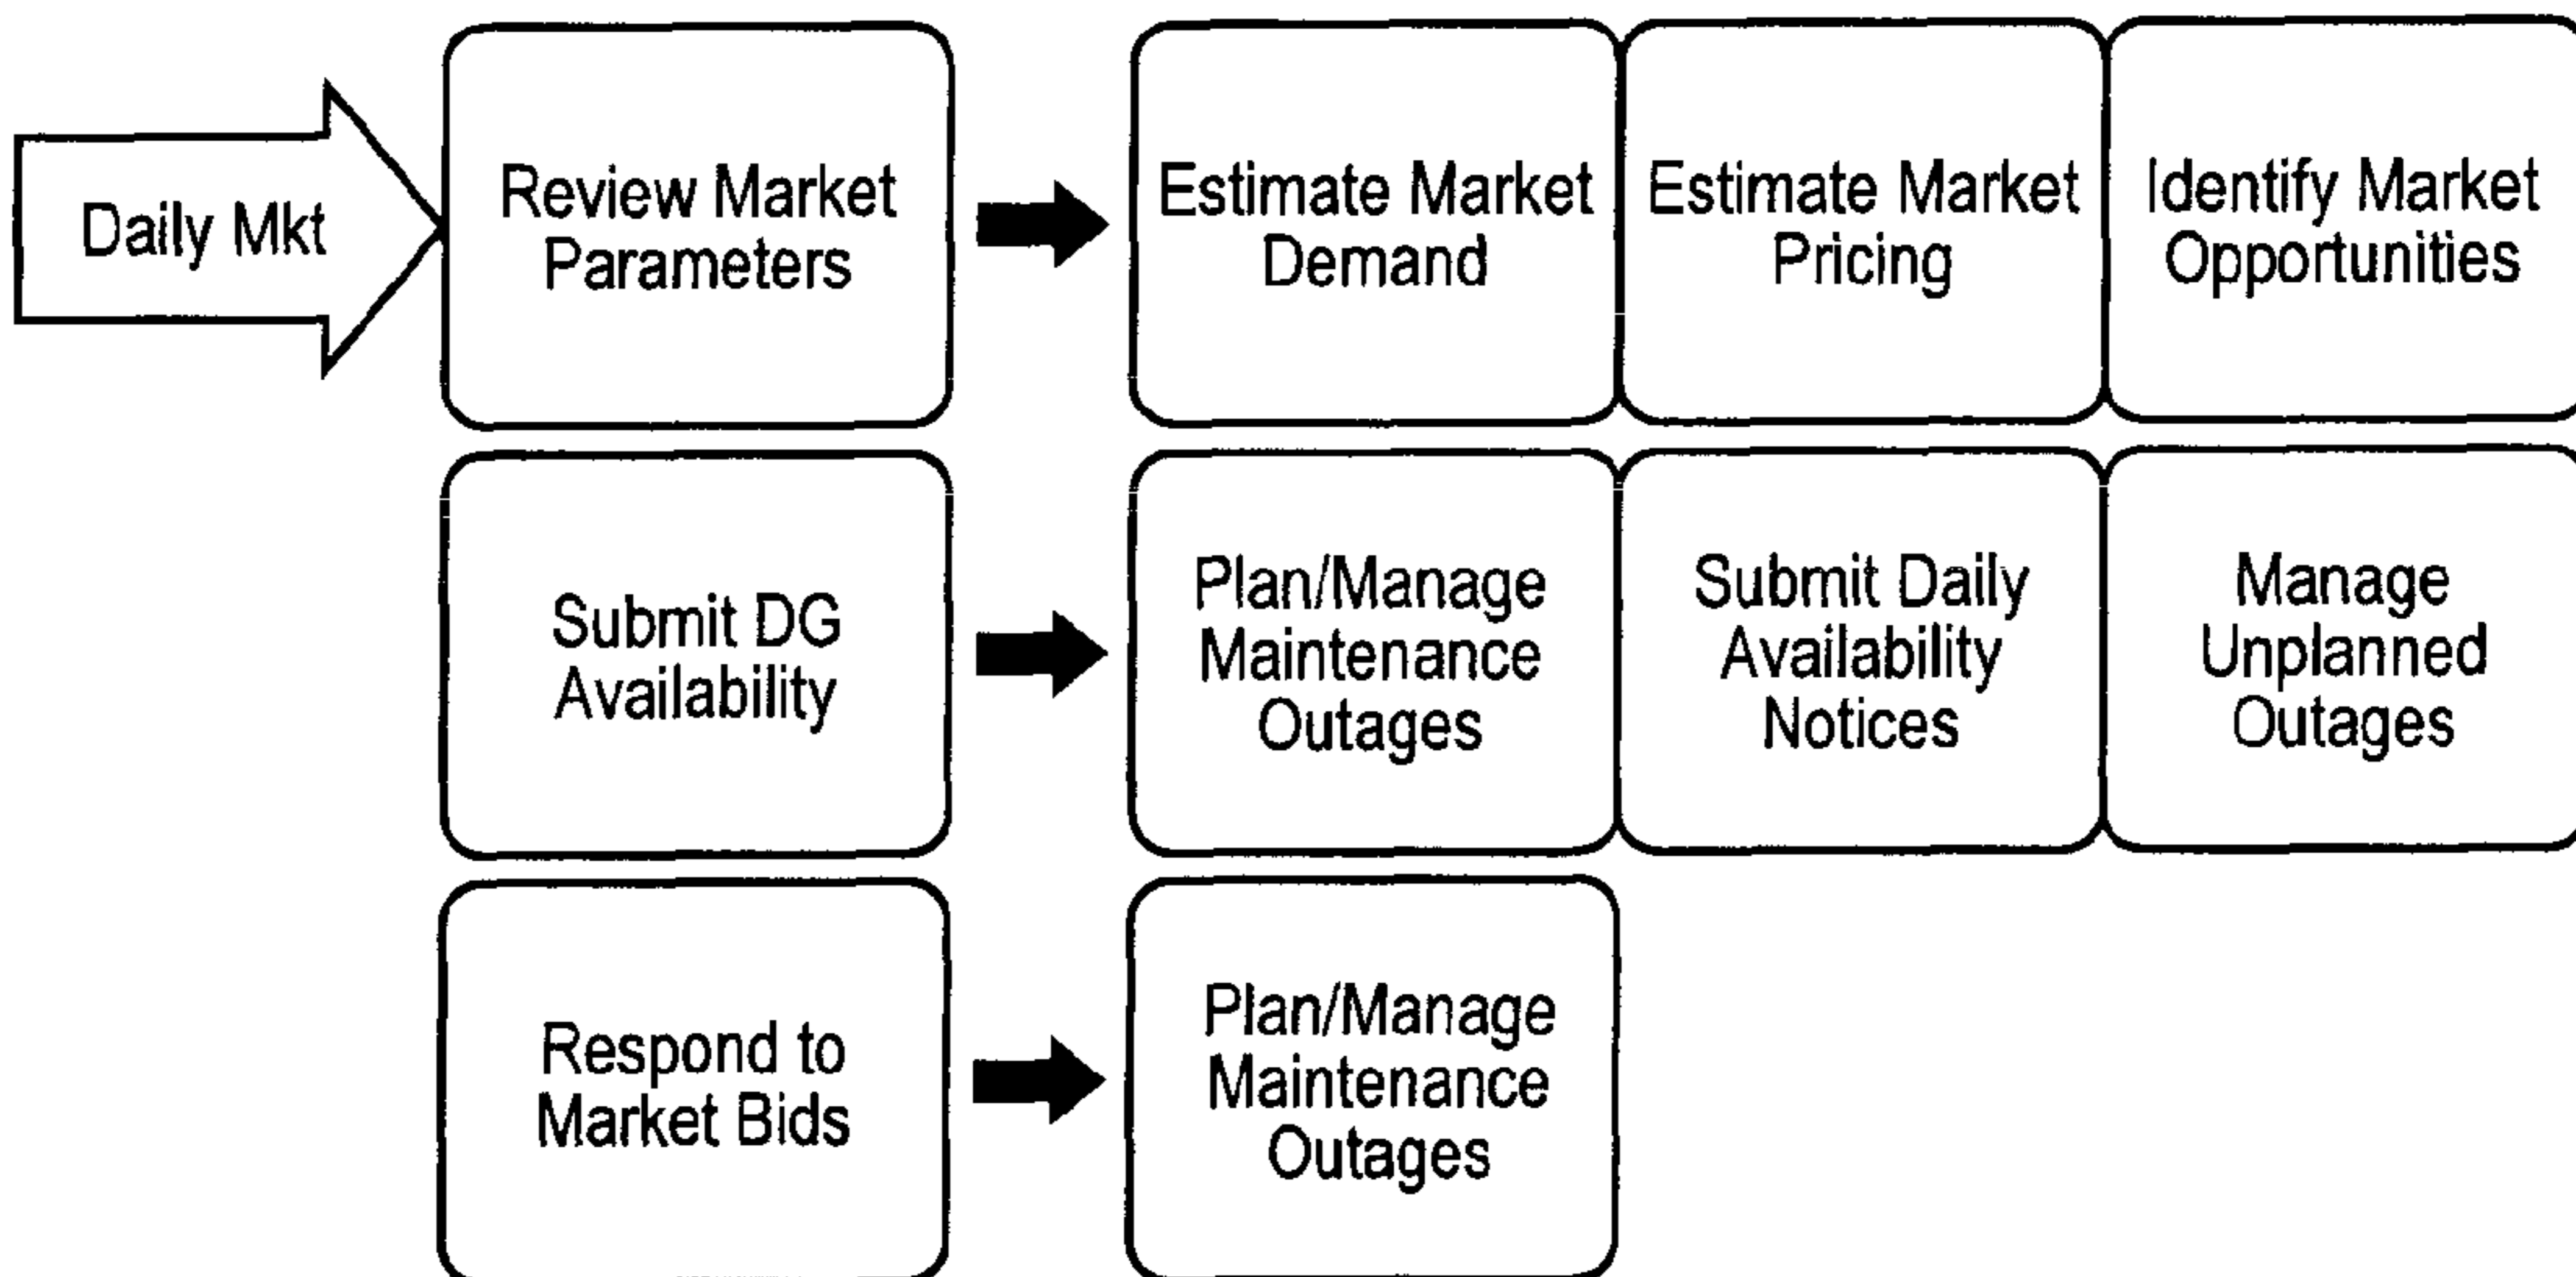 Daily Mkt
Review Market
Parameters
Estimate Market
Demand
Estimate Market
Pricing
Identify Market
Opportunities
Submit DG
Availability
Plan/Manage
Maintenance
Outages
Submit Daily
Availability
Notices
Manage
Unplanned
Outages
Respond to
Market Bids
Plan/Manage
Maintenance
Outages